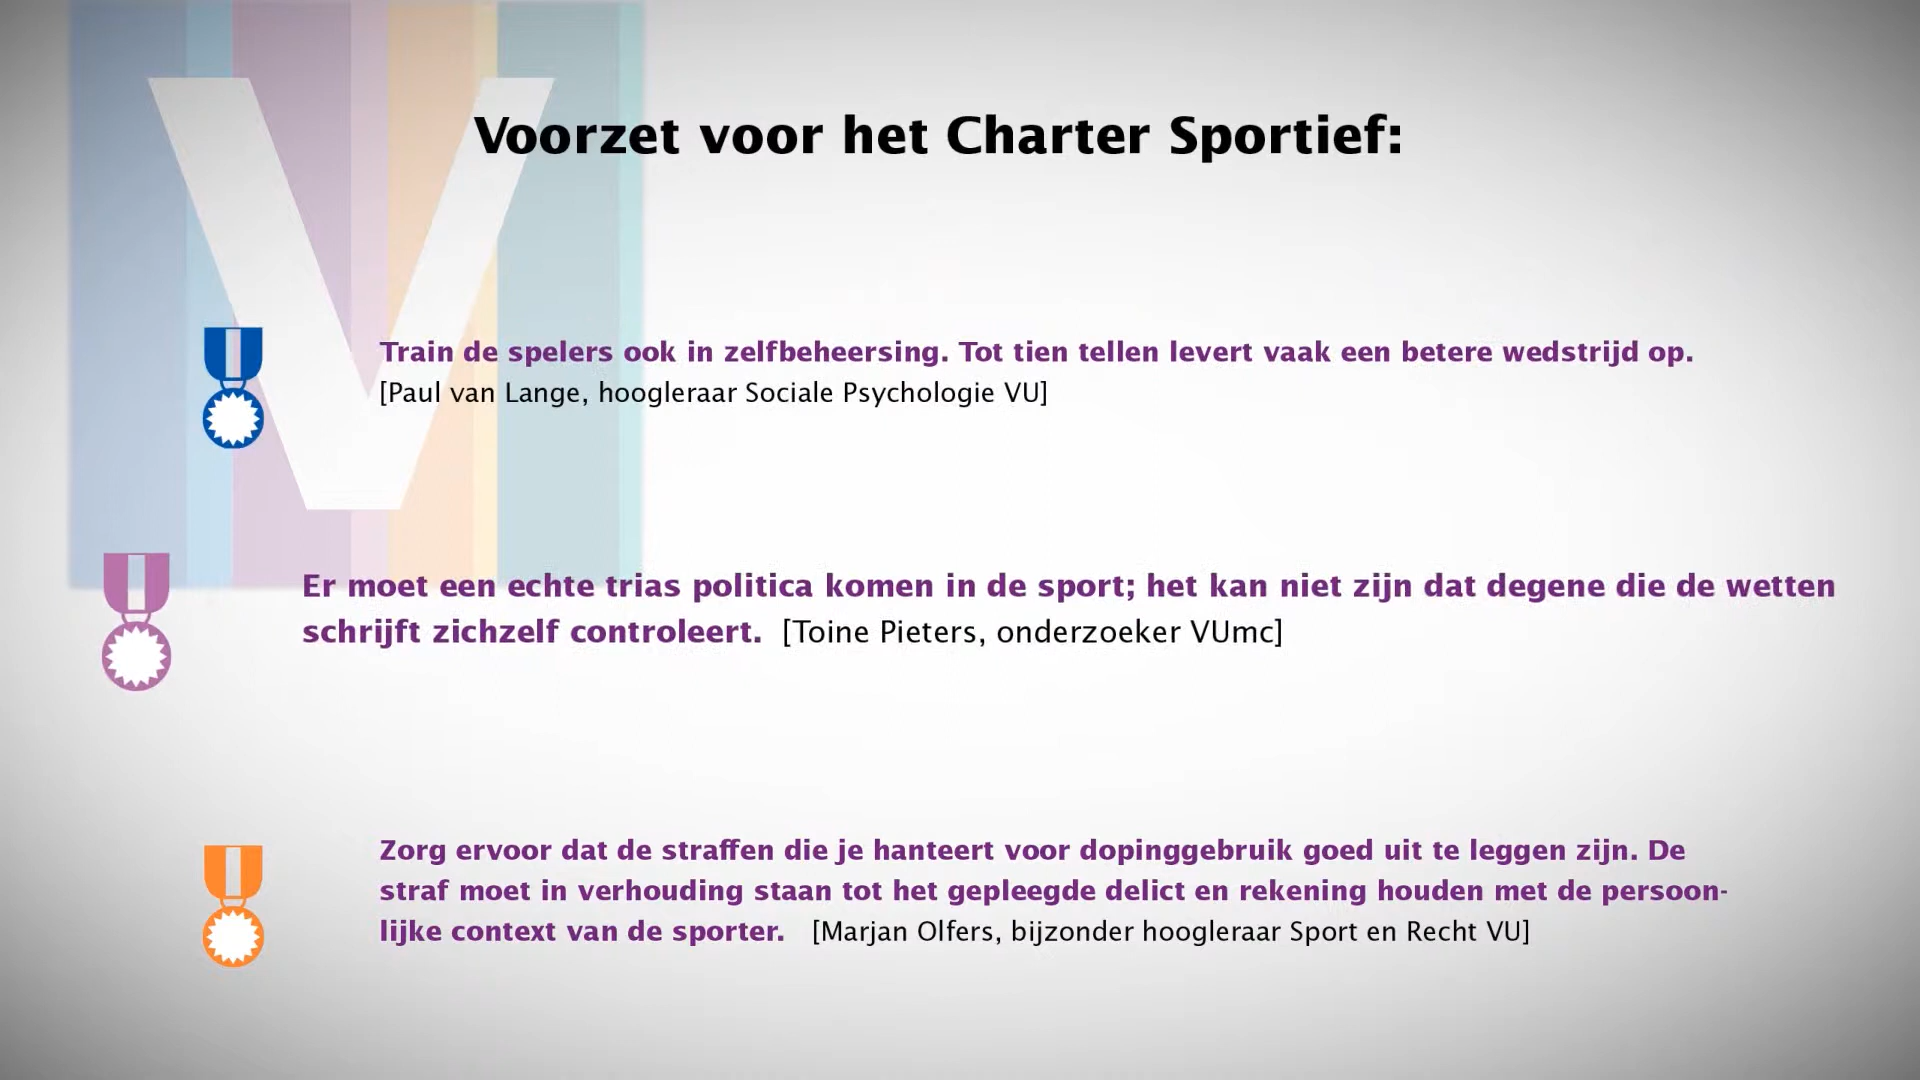 V
Voorzet voor het Charter Sportief:
Train de spelers ook in zelfbeheersing. Tot tien tellen levert vaak een betere wedstrijd op.
[Paul van Lange, hoogleraar Sociale Psychologie VU]
Er moet een echte trias politica komen in de sport; het kan niet zijn dat degene die de wetten
schrijft zichzelf controleert. [Toine Pieters, onderzoeker VUmc]
Zorg ervoor dat de straffen die je hanteert voor dopinggebruik goed uit te leggen zijn. De
straf moet in verhouding staan tot het gepleegde delict en rekening houden met de persoon-
lijke context van de sporter. [Marjan Olfers, bijzonder hoogleraar Sport en Recht VU]